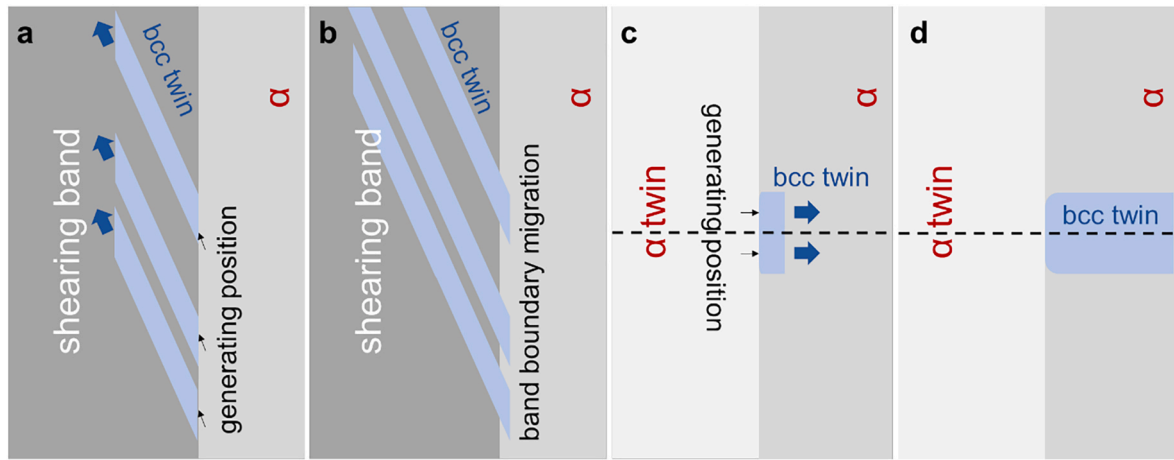 a
bcc twin
α
shearing band
generating position
b
bcc twin
α
shearing band
band boundary migration
c
α
generating position
bcc twin
α twin
d
α
α twin
bcc twin